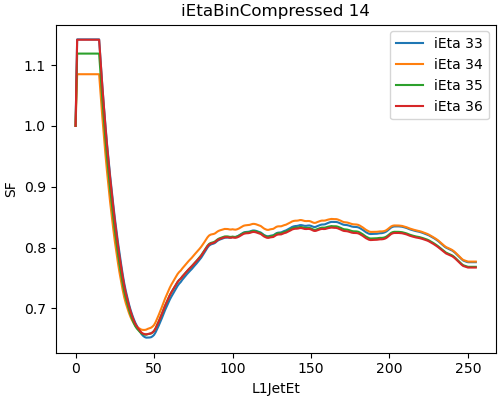 iEtaBinCompressed 14
iEta 33
iEta 34
iEta 35
iEta 36
SF
1.1
1.0
0.9
0.8
0.7
0 50 100 150 200 250
L1JetEt